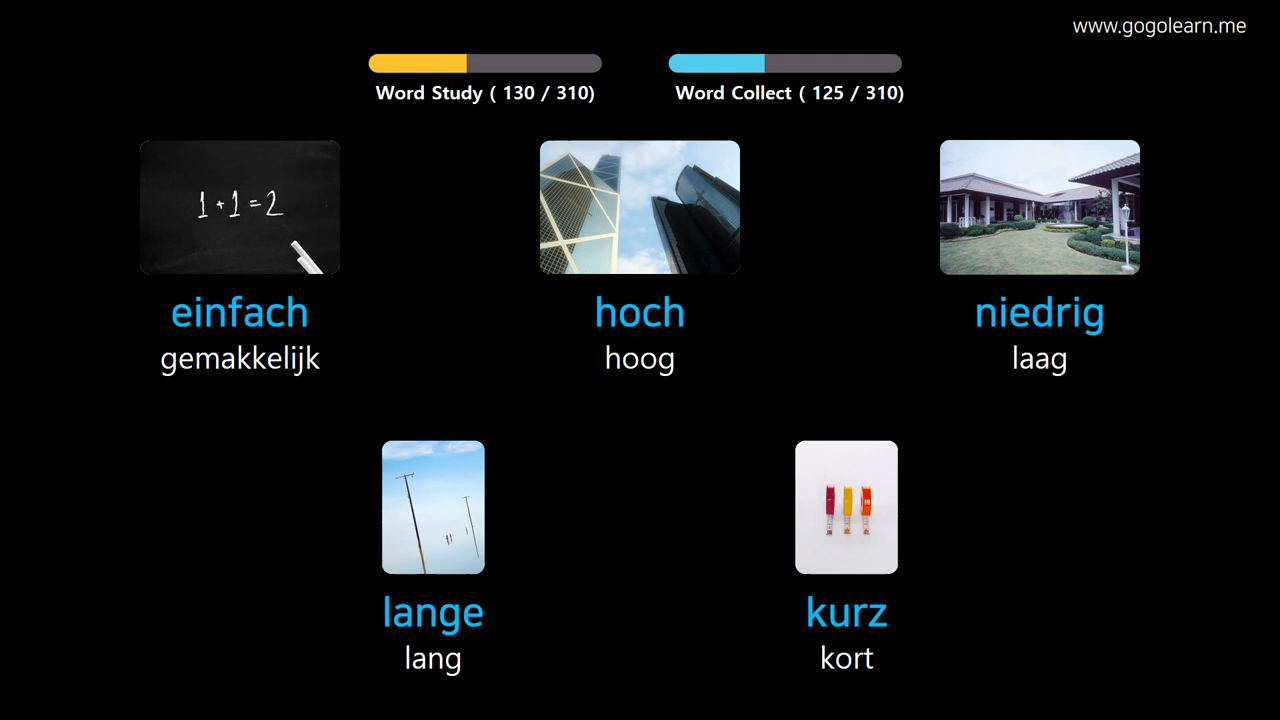 www.gogolearn.me
Word Study ( 130 / 310)
Word Collect ( 125 / 310)
1 + 1 = 2
einfach
gemakkelijk
hoch
hoog
niedrig
laag
lange
lang
kurz
kort